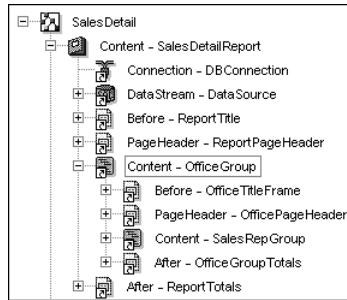 SalesDetail
Content - SalesDetailReport
Connection - DBConnection
DataStream - DataSource
Before - ReportTitle
PageHeader - ReportPageHeader
Content - OfficeGroup
Before - OfficeTitleFrame
PageHeader - OfficePageHeader
Content - SalesRepGroup
After - OfficeGroupTotals
After - ReportTotals